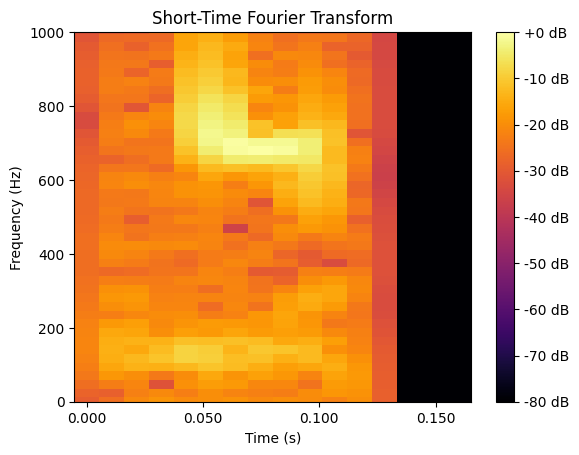 Short-Time Fourier Transform
1000
800
600
400
200
0
Frequency (Hz)
0.000
0.050
0.100
0.150
Time (s)
+0 dB
-10 dB
-20 dB
-30 dB
-40 dB
-50 dB
-60 dB
-70 dB
-80 dB